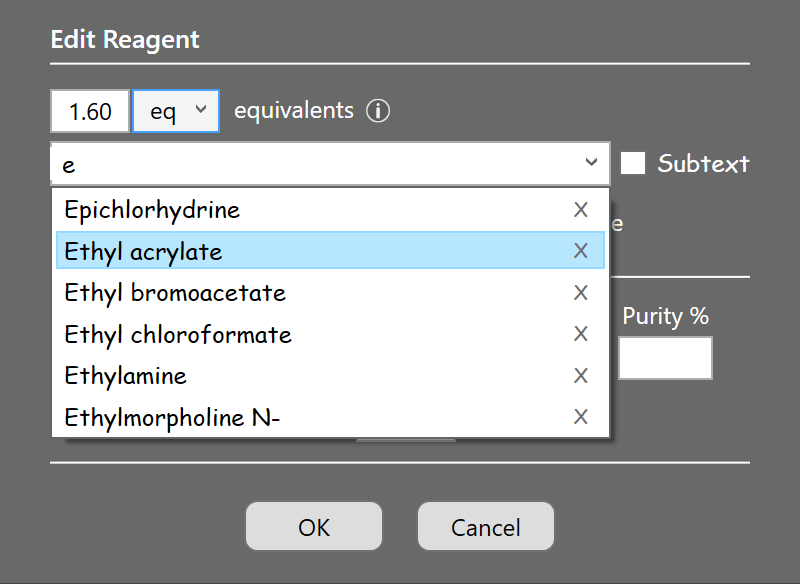 Edit Reagent
1.60 eq equivalents
e
Subtext
Epichlorhydrine X
e
Ethyl acrylate X
Ethyl bromoacetate X
Purity %
Ethyl chloroformate X
Ethylamine X
Ethylmorpholine N- X
OK Cancel